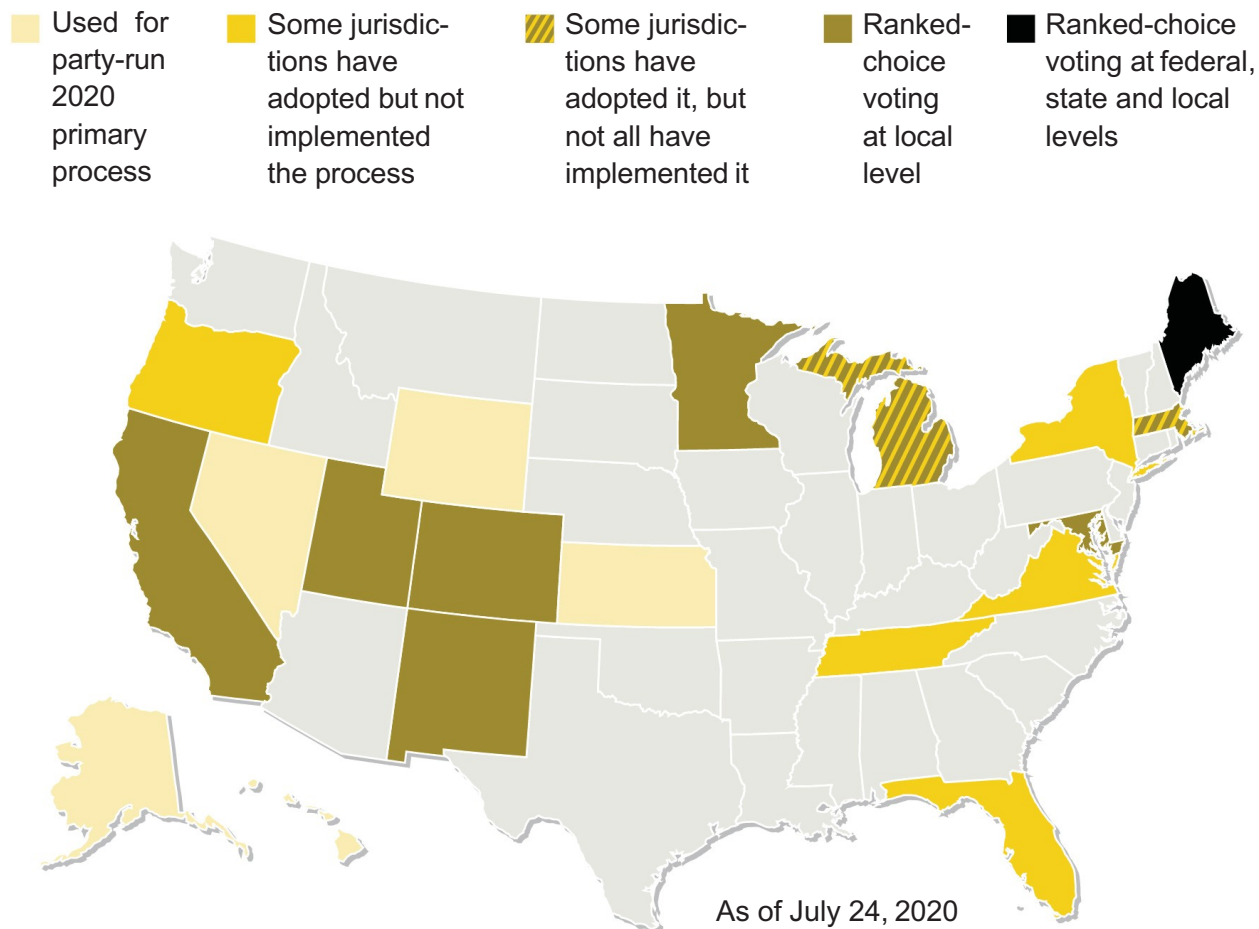 Used for
party-run
2020
primary
process
Some jurisdic-
tions have
adopted but not
implemented
the process
Some jurisdic-
tions have
adopted it, but
not all have
implemented it
Ranked-
choice
voting
at local
level
Ranked-choice
voting at federal,
state and local
levels
As of July 24, 2020